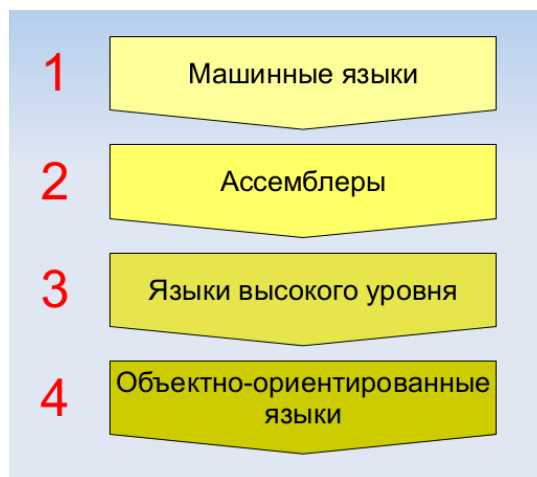 1 Машинные языки
2 Ассемблеры
3 Языки высокого уровня
4 Объектно-ориентированные
языки